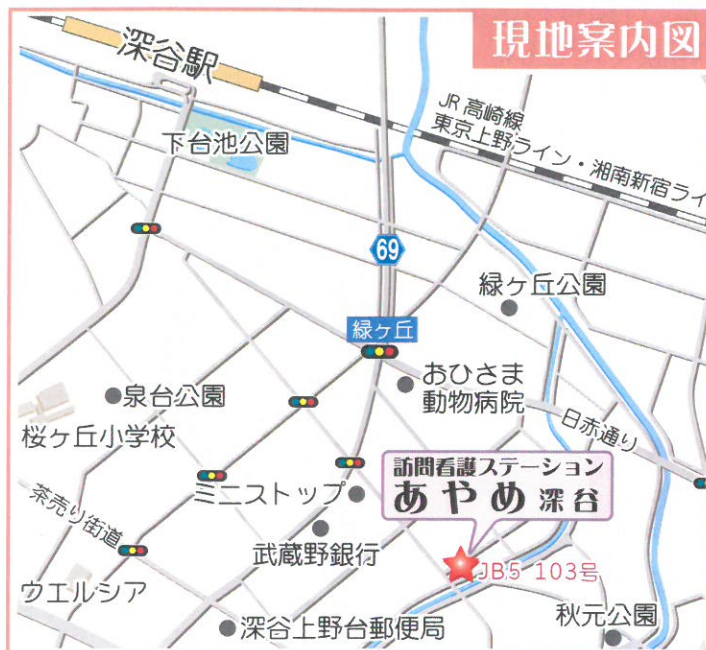 現地案内図
深谷駅
JR高崎線
東京上野ライン・湘南新宿ライ
下台池公園
69
緑ヶ丘公園
緑ヶ丘
おひさま
動物病院
泉台公園
日赤通り
桜ヶ丘小学校
訪問看護ステーション
あやめ 深谷
ミニストップ
茶売り街道
武蔵野銀行
JB5 103号
ウエルシア
深谷上野台郵便局
秋元公園